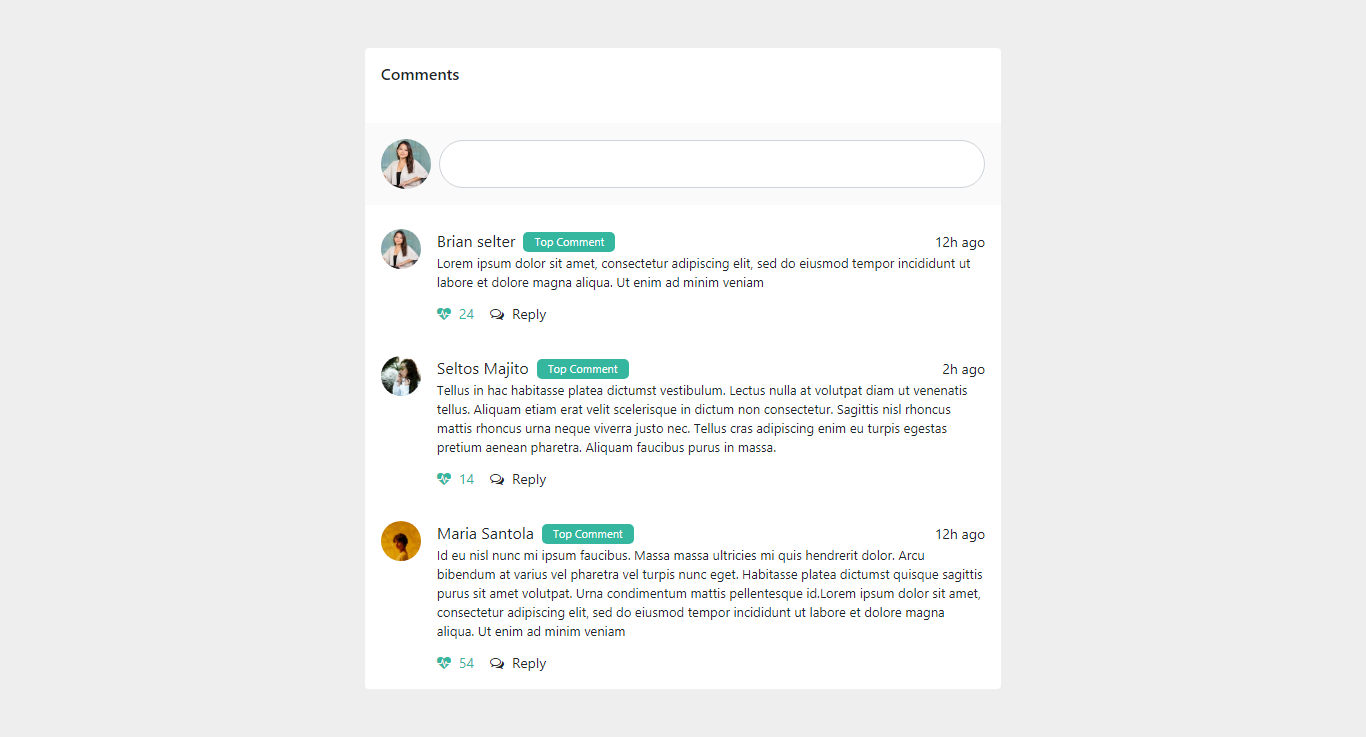 Comments
Brian selter Top Comment 12h ago
Lorem ipsum dolor sit amet, consectetur adipiscing elit, sed do eiusmod tempor incididunt ut
labore et dolore magna aliqua. Ut enim ad minim veniam
24 Reply
Seltos Majito Top Comment 2h ago
Tellus in hac habitasse platea dictumst vestibulum. Lectus nulla at volutpat diam ut venenatis
tellus. Aliquam etiam erat velit scelerisque in dictum non consectetur. Sagittis nisl rhoncus
mattis rhoncus urna neque viverra justo nec. Tellus cras adipiscing enim eu turpis egestas
pretium aenean pharetra. Aliquam faucibus purus in massa.
14 Reply
Maria Santola Top Comment 12h ago
Id eu nisl nunc mi ipsum faucibus. Massa massa ultricies mi quis hendrerit dolor. Arcu
bibendum at varius vel pharetra vel turpis nunc eget. Habitasse platea dictumst quisque sagittis
purus sit amet volutpat. Urna condimentum mattis pellentesque id.Lorem ipsum dolor sit amet,
consectetur adipiscing elit, sed do eiusmod tempor incididunt ut labore et dolore magna
aliqua. Ut enim ad minim veniam
54 Reply